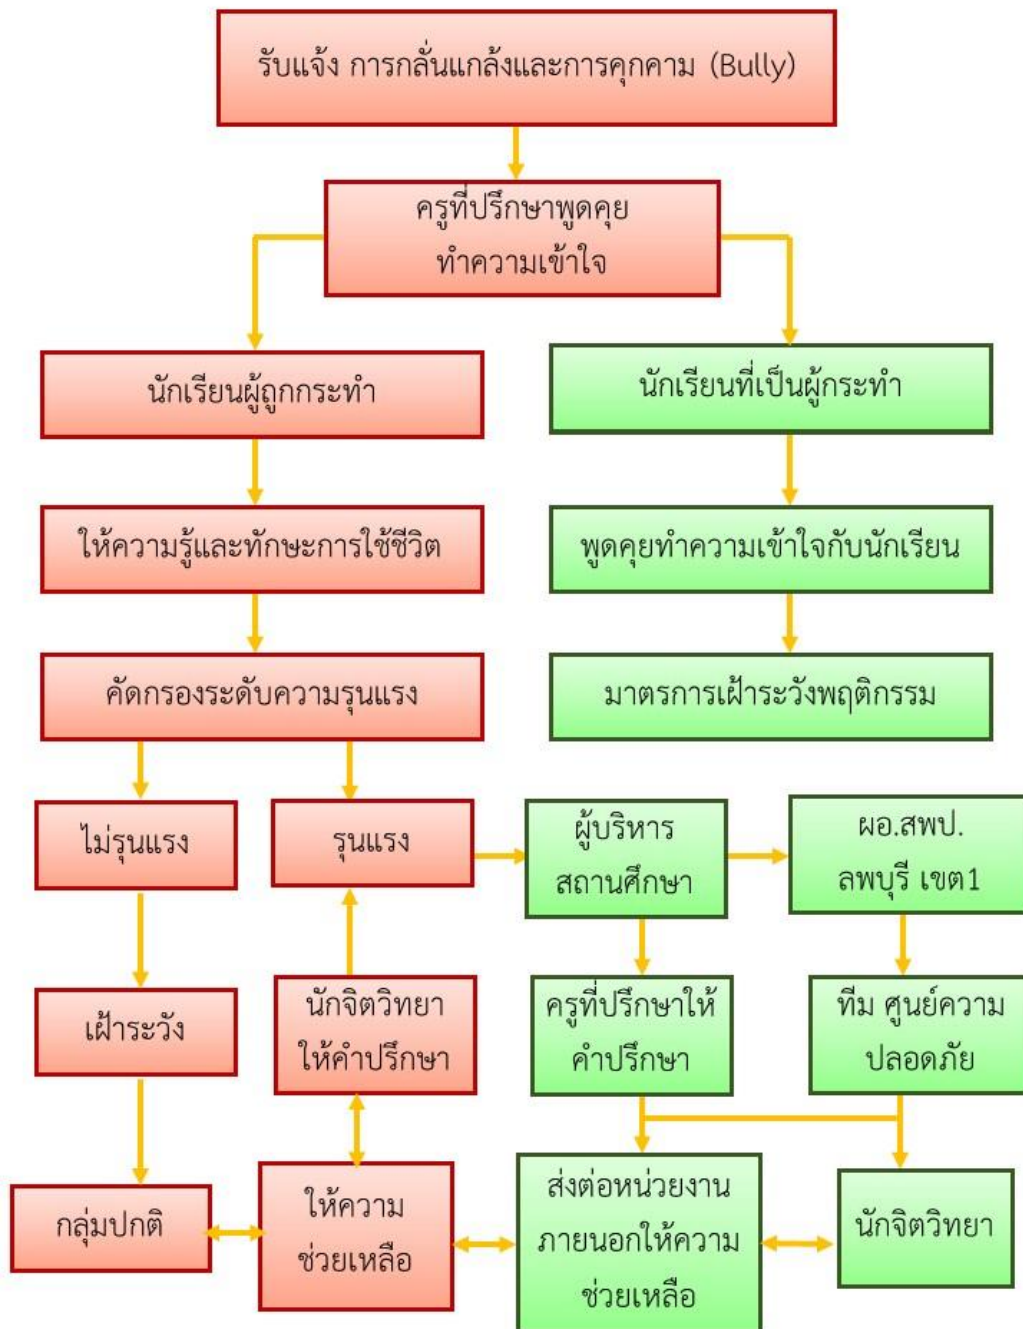 รับแจ้ง การกลั่นแกล้งและการคุกคาม (Bully)
ครูที่ปรึกษาพูดคุย
ทำความเข้าใจ
นักเรียนผู้ถูกกระทำ
นักเรียนที่เป็นผู้กระทำ
ให้ความรู้และทักษะการใช้ชีวิต
พูดคุยทำความเข้าใจกับนักเรียน
คัดกรองระดับความรุนแรง
มาตรการเฝ้าระวังพฤติกรรม
ไม่รุนแรง
รุนแรง
ผู้บริหาร
สถานศึกษา
ผอ.สพป.
ลพบุรี เขต1
เฝ้าระวัง
นักจิตวิทยา
ให้คำปรึกษา
ครูที่ปรึกษาให้
คำปรึกษา
ทีม ศูนย์ความ
ปลอดภัย
กลุ่มปกติ
ให้ความ
ช่วยเหลือ
ส่งต่อหน่วยงาน
ภายนอกให้ความ
ช่วยเหลือ
นักจิตวิทยา